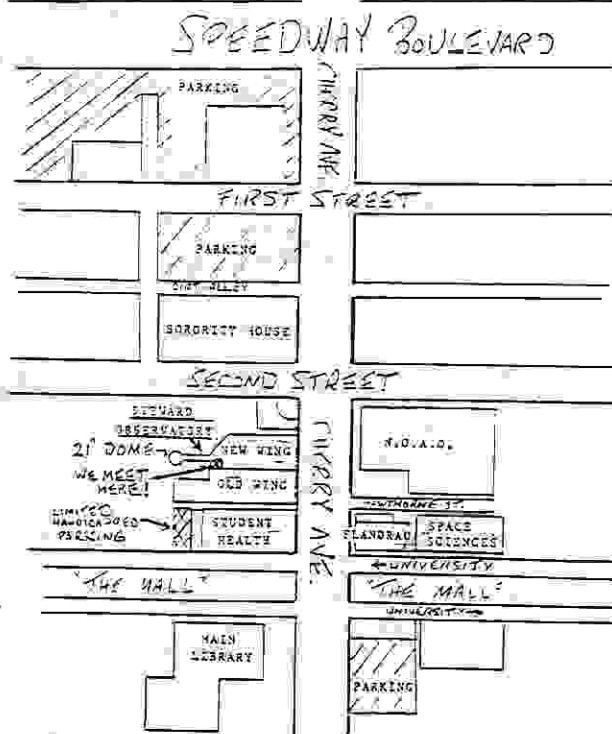 SPEEDWAY BOULEVARD
PARKING
CHERRY AVE.
FIRST STREET
PARKING
DIRT ALLEY
SORORITY HOUSE
SECOND STREET
STEWARD
OBSERVATORY
21" DOME
NEW WING
WE MEET
HERE!
OLD WING
CHERRY AVE.
N.O.A.O.
HAWTHORNE ST.
LIMITED
HANDICAPPED
PARKING
STUDENT
HEALTH
FLANDRAU
SPACE
SCIENCES
←UNIVERSITY
"THE MALL"
"THE MALL"
UNIVERSITY→
MAIN
LIBRARY
PARKING